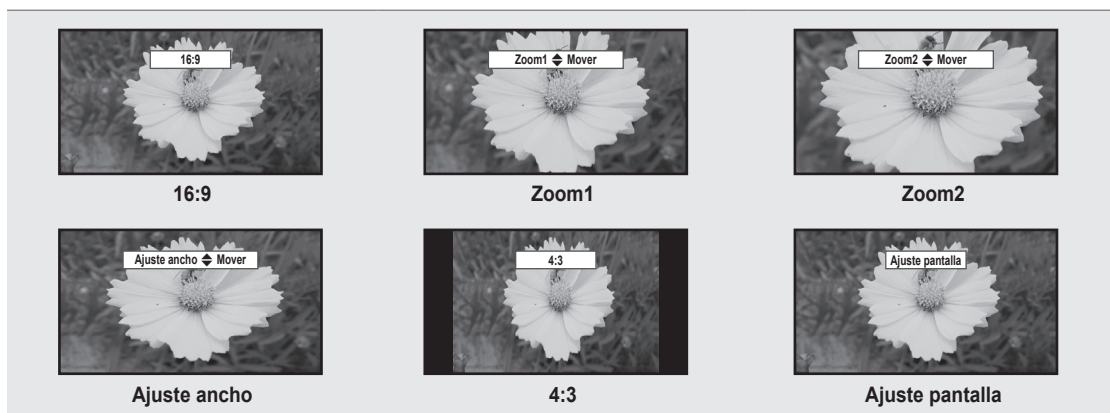 16:9
Zoom1 Mover
Zoom2 Mover
16:9
Zoom1
Zoom2
Ajuste ancho Mover
4:3
Ajuste pantalla
Ajuste ancho
4:3
Ajuste pantalla